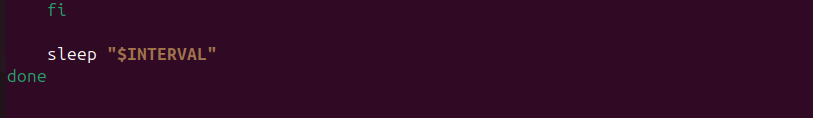 fi

    sleep "$INTERVAL"
done